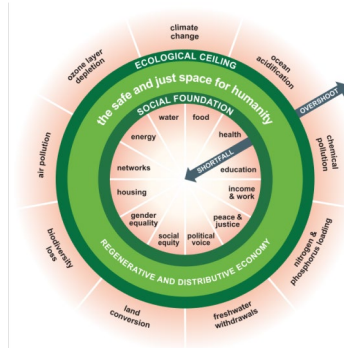 climate
change
ozone layer
depletion
ocean
acidification
ECOLOGICAL CEILING
the safe and just space for humanity
OVERSHOOT
SOCIAL FOUNDATION
water
food
energy
health
SHORTFALL
air pollution
chemical
pollution
networks
education
housing
income
& work
gender
equality
peace &
justice
social
equity
political
voice
REGENERATIVE AND DISTRIBUTIVE ECONOMY
biodiversity
loss
nitrogen &
phosphorus loading
land
conversion
freshwater
withdrawals